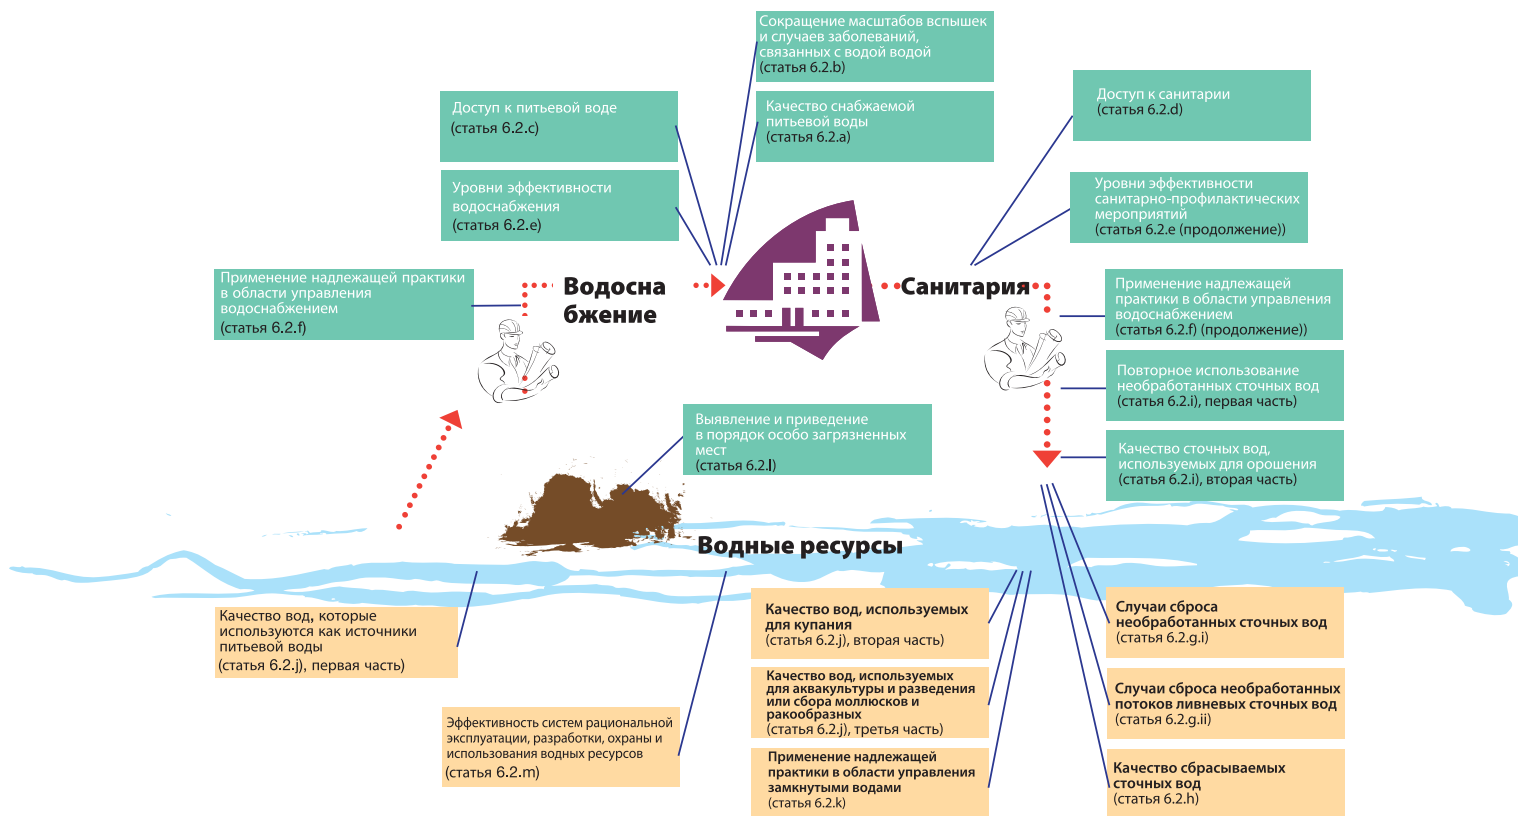 Сокращение масштабов вспышек
и случаев заболеваний,
связанных с водой водой
(статья 6.2.b)
Доступ к питьевой воде
(статья 6.2.c)
Качество снабжаемой
питьевой воды
(статья 6.2.a)
Доступ к санитарии
(статья 6.2.d)
Уровни эффективности
водоснабжения
(статья 6.2.e)
Уровни эффективности
санитарно-профилактических
мероприятий
(статья 6.2.e (продолжение))
Применение надлежащей практики
в области управления
водоснабжением
(статья 6.2.f)
Водосна
бжение
Санитария
Применение надлежащей
практики в области управления
водоснабжением
(статья 6.2.f) (продолжение))
Повторное использование
необработанных сточных вод
(статья 6.2.i), первая часть)
Выявление и приведение
в порядок особо загрязненных
мест
(статья 6.2.l)
Качество сточных вод,
используемых для орошения
(статья 6.2.i), вторая часть)
Водные ресурсы
Качество вод, которые
используются как источники
питьевой воды
(статья 6.2.j), первая часть)
Эффективность систем рациональной
эксплуатации, разработки, охраны и
использования водных ресурсов
(статья 6.2.m)
Качество вод, используемых
для купания
(статья 6.2.j), вторая часть)
Качество вод, используемых
для аквакультуры и разведения
или сбора моллюсков и
ракообразных
(статья 6.2.j), третья часть)
Применение надлежащей
практики в области управления
замкнутыми водами
(статья 6.2.k)
Случаи сброса
необработанных сточных вод
(статья 6.2.g.i)
Случаи сброса необработанных
потоков ливневых сточных вод
(статья 6.2.g.ii)
Качество сбрасываемых
сточных вод
(статья 6.2.h)